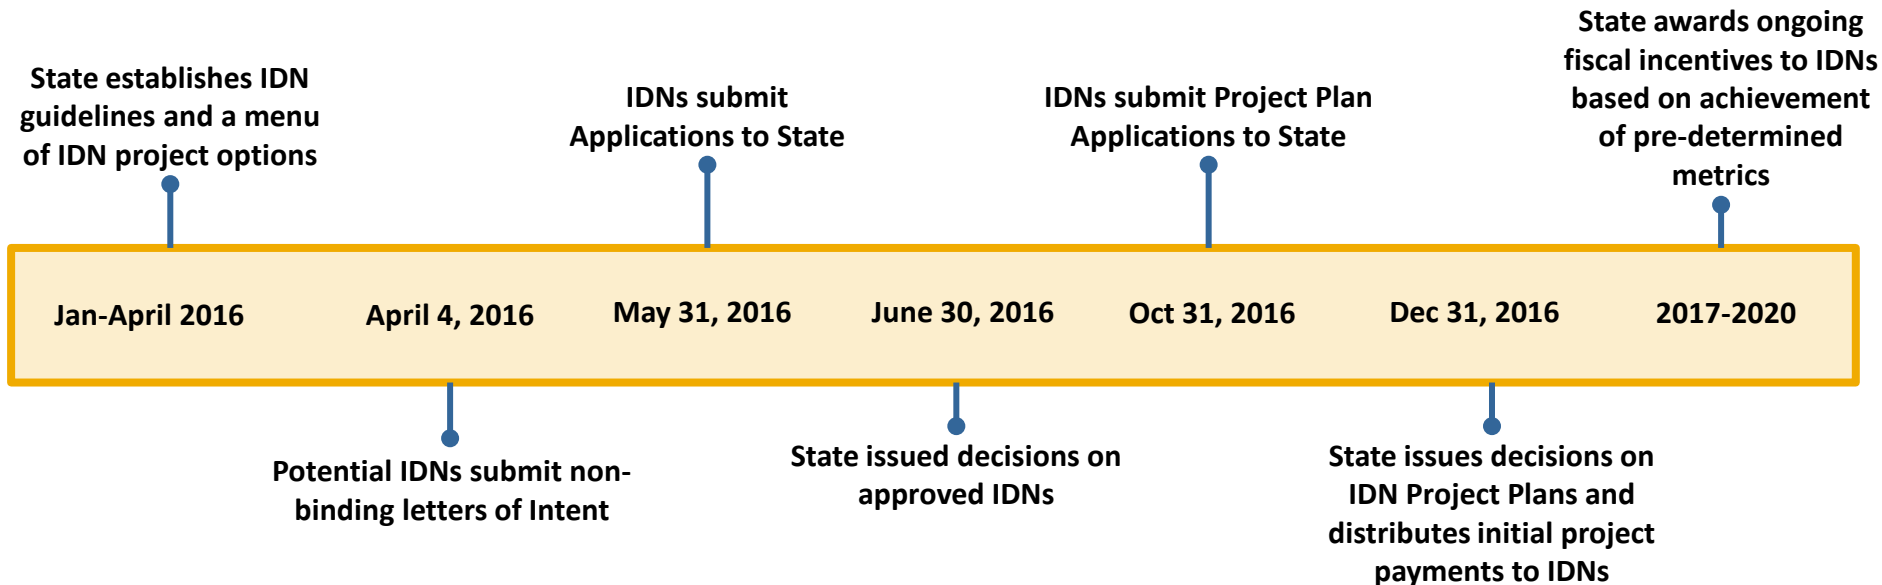 State establishes IDN
guidelines and a menu
of IDN project options
IDNs submit
Applications to State
IDNs submit Project Plan
Applications to State
State awards ongoing
fiscal incentives to IDNs
based on achievement
of pre-determined
metrics
Jan-April 2016
April 4, 2016
May 31, 2016
June 30, 2016
Oct 31, 2016
Dec 31, 2016
2017-2020
Potential IDNs submit non-
binding letters of Intent
State issued decisions on
approved IDNs
State issues decisions on
IDN Project Plans and
distributes initial project
payments to IDNs